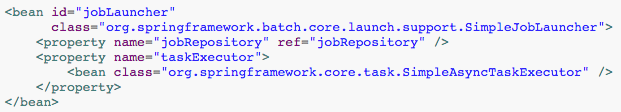 <bean id="jobLauncher"
      class="org.springframework.batch.core.launch.support.SimpleJobLauncher">
    <property name="jobRepository" ref="jobRepository" />
    <property name="taskExecutor">
        <bean class="org.springframework.core.task.SimpleAsyncTaskExecutor" />
    </property>
</bean>